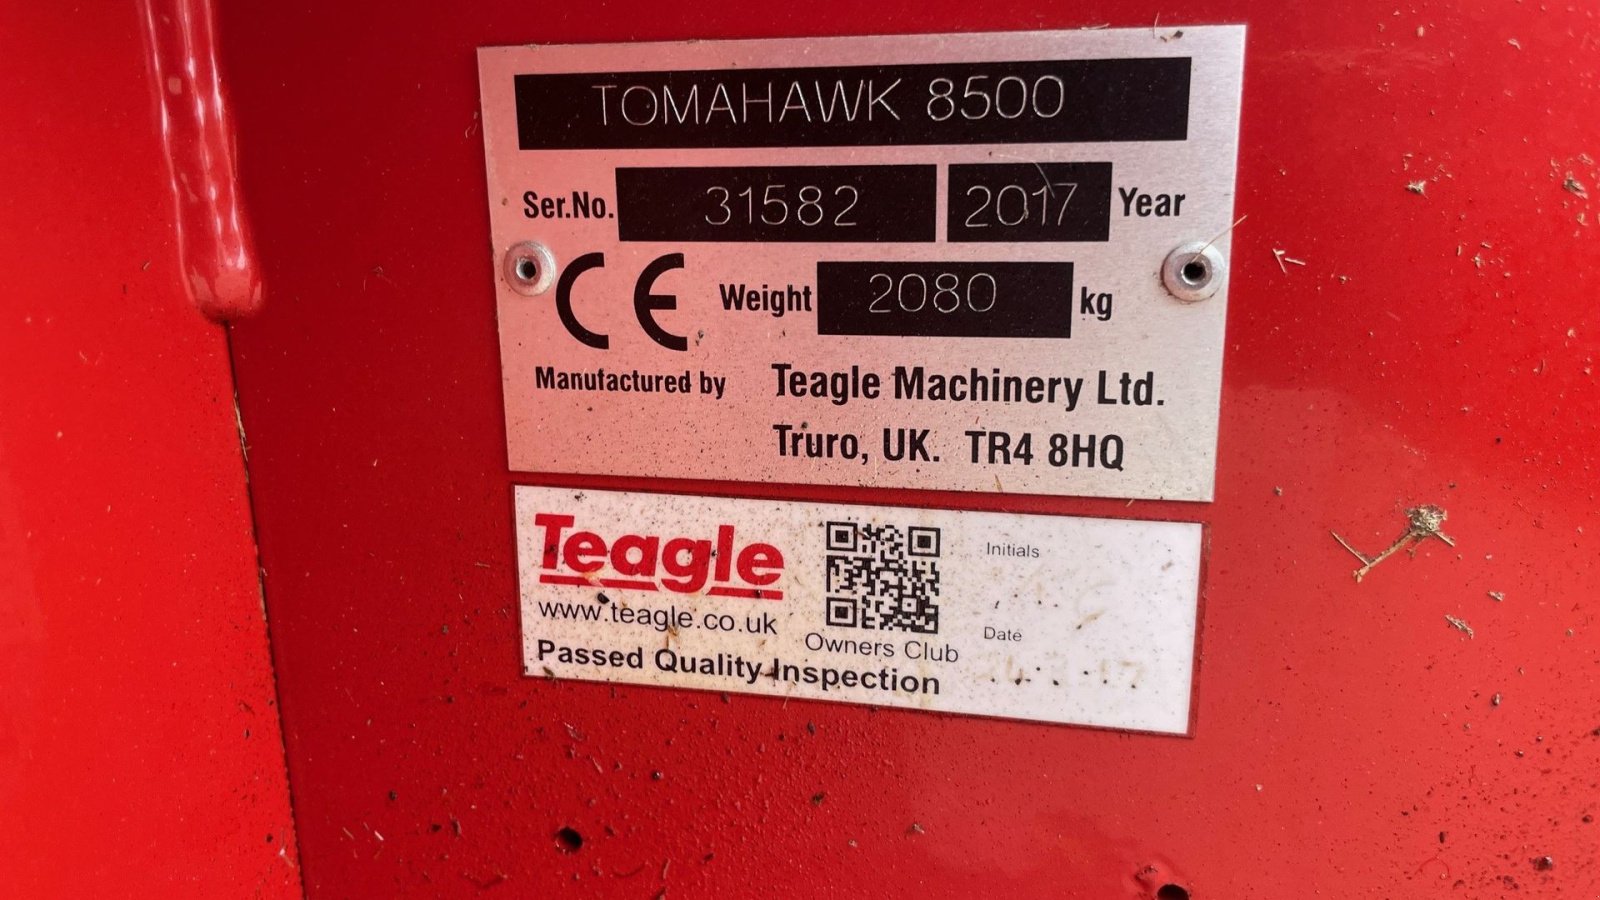 TOMAHAWK 8500
Ser.No. 31582 2017 Year
CE Weight 2080 kg
Manufactured by Teagle Machinery Ltd.
Truro, UK. TR4 8HQ
Teagle
www.teagle.co.uk
Passed Quality Inspection
Owners Club
Initials
Date